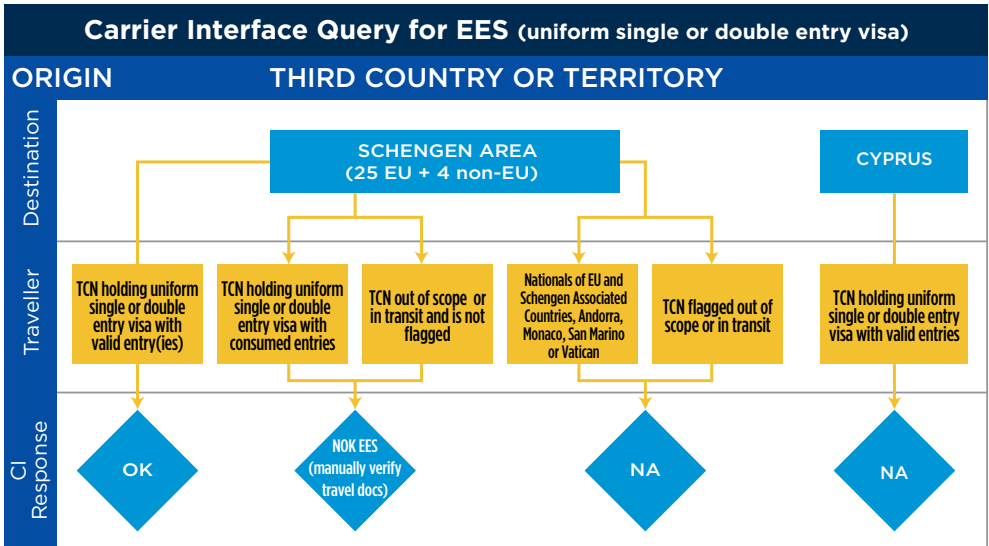 Carrier Interface Query for EES (uniform single or double entry visa)
ORIGIN
THIRD COUNTRY OR TERRITORY
Destination
SCHENGEN AREA
(25 EU + 4 non-EU)
CYPRUS
Traveller
TCN holding uniform
single or double
entry visa with
valid entry(ies)
TCN holding uniform
single or double
entry visa with
consumed entries
TCN out of scope or
in transit and is not
flagged
Nationals of EU and
Schengen Associated
Countries, Andorra,
Monaco, San Marino
or Vatican
TCN flagged out of
scope or in transit
TCN holding uniform
single or double entry
visa with valid entries
CI
Response
OK
NOK EES
(manually verify
travel docs)
NA
NA